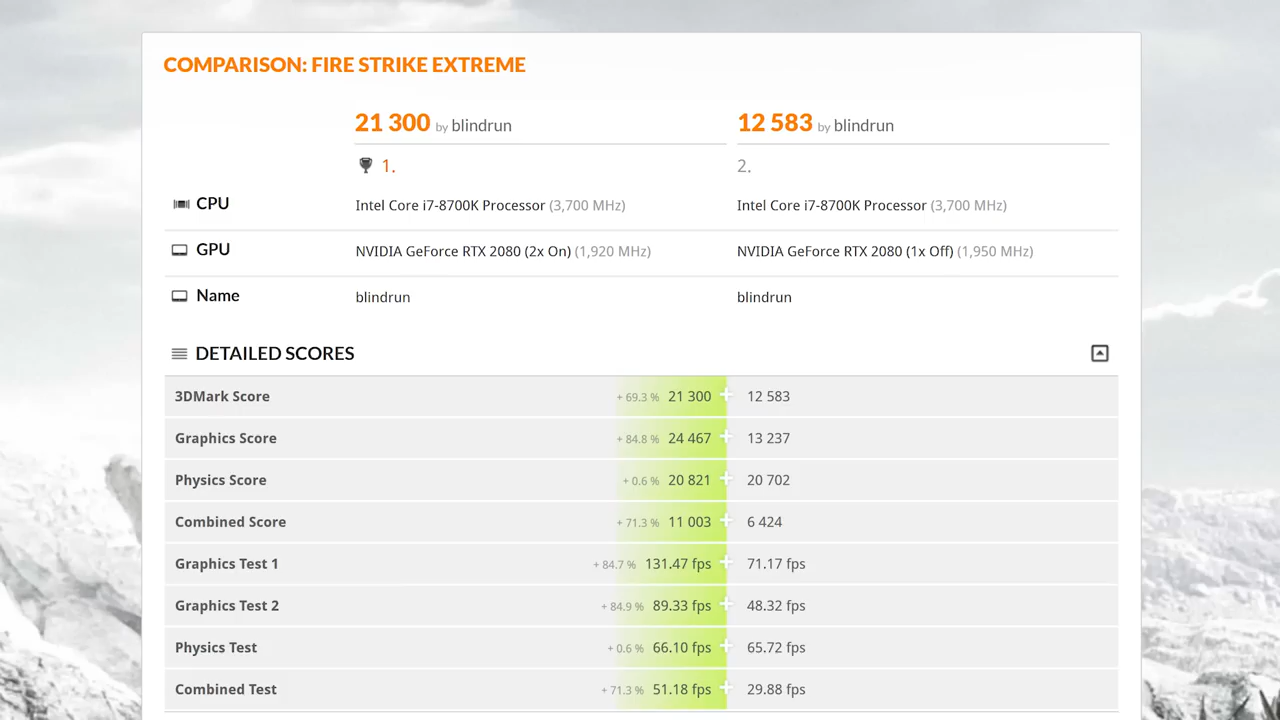 COMPARISON: FIRE STRIKE EXTREME
21 300 by blindrun 12 583 by blindrun
1. 2.
CPU Intel Core i7-8700K Processor (3,700 MHz) Intel Core i7-8700K Processor (3,700 MHz)
GPU NVIDIA GeForce RTX 2080 (2x On) (1,920 MHz) NVIDIA GeForce RTX 2080 (1x Off) (1,950 MHz)
Name blindrun blindrun
DETAILED SCORES
3DMark Score + 69.3 % 21 300 12 583
Graphics Score + 84.8 % 24 467 13 237
Physics Score + 0.6 % 20 821 20 702
Combined Score + 71.3 % 11 003 6 424
Graphics Test 1 + 84.7 % 131.47 fps 71.17 fps
Graphics Test 2 + 84.9 % 89.33 fps 48.32 fps
Physics Test + 0.6 % 66.10 fps 65.72 fps
Combined Test + 71.3 % 51.18 fps 29.88 fps